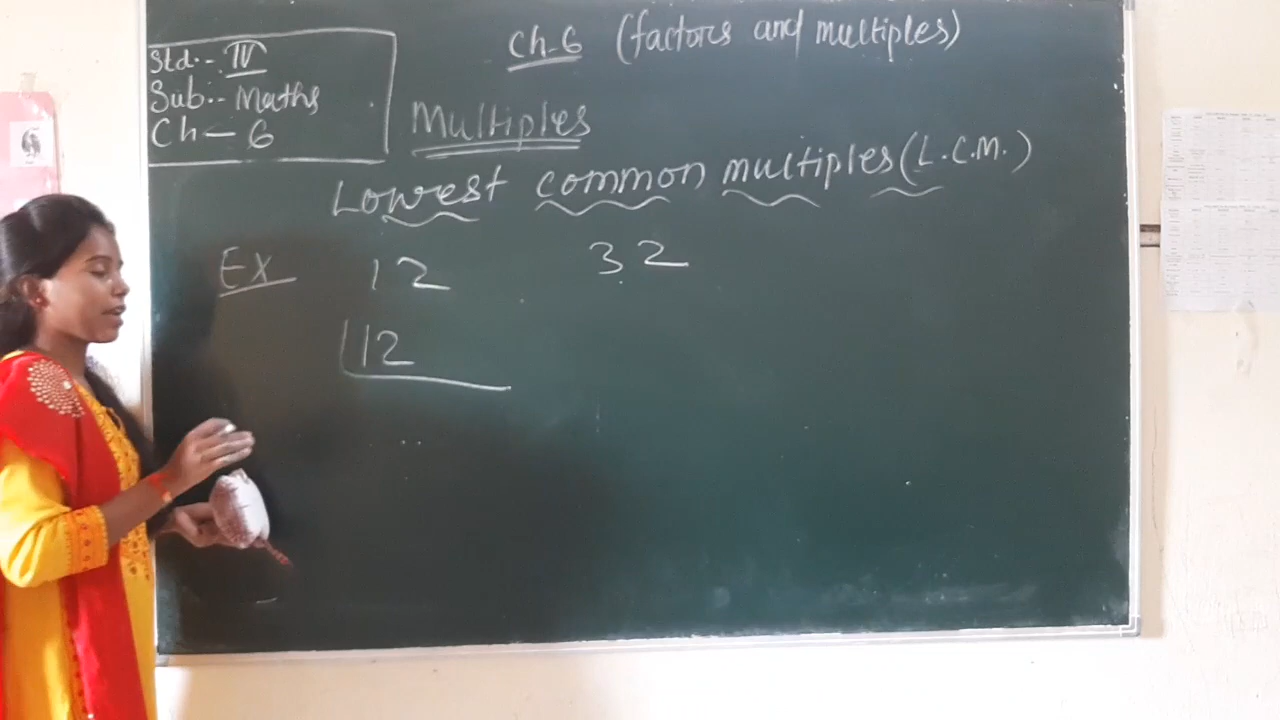 Std:- IV
Sub:- Maths
Ch - 6
Ch-6 (factors and multiples)
Multiples
Lowest common multiples (L.C.M.)
Ex 12 32
12